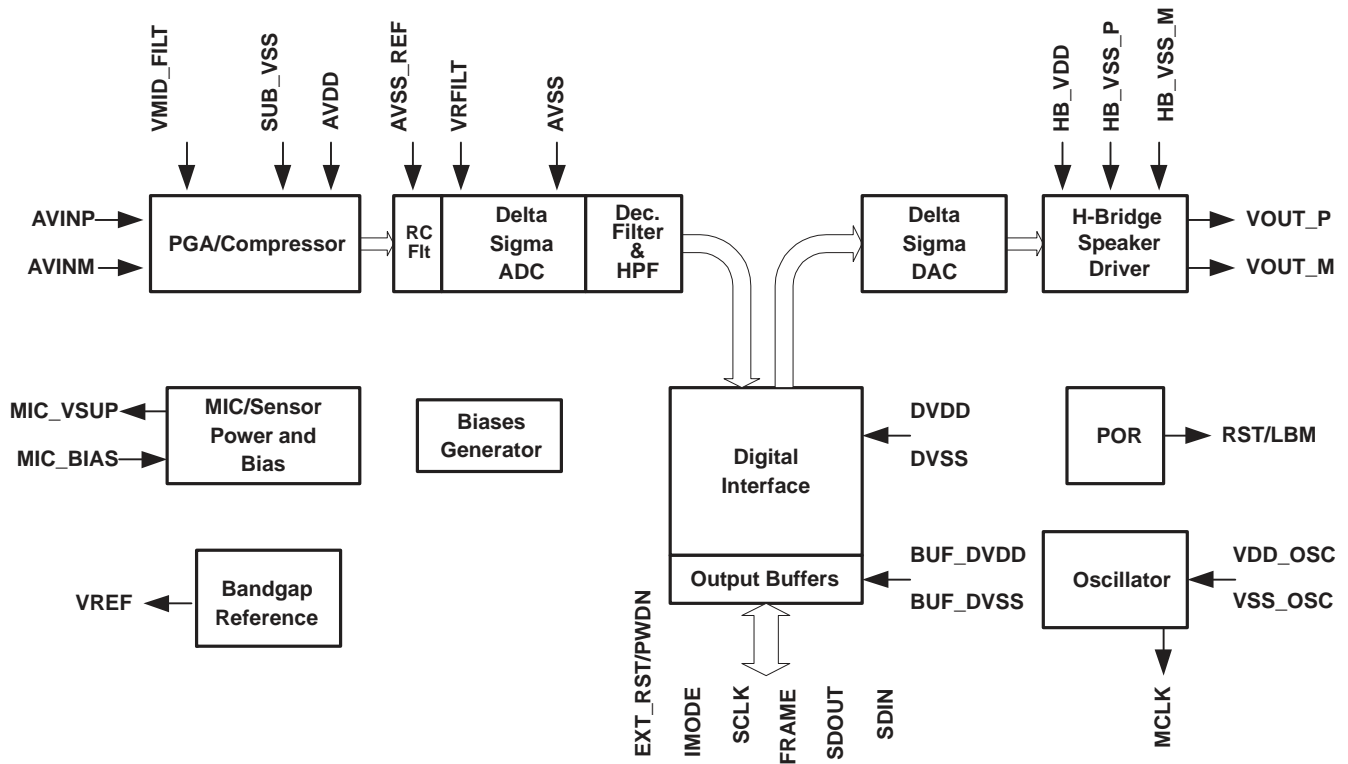 VMID_FILT
SUB_VSS
AVDD
AVSS_REF
VRFILT
AVSS
HB_VDD
HB_VSS_P
HB_VSS_M
AVINP
AVINM
PGA/Compressor
RC
Flt
Delta
Sigma
ADC
Dec.
Filter
&
HPF
Delta
Sigma
DAC
H-Bridge
Speaker
Driver
VOUT_P
VOUT_M
MIC_VSUP
MIC_BIAS
MIC/Sensor
Power and
Bias
Biases
Generator
Digital
Interface
DVDD
DVSS
POR
RST/LBM
VREF
Bandgap
Reference
Output Buffers
BUF_DVDD
BUF_DVSS
Oscillator
VDD_OSC
VSS_OSC
EXT_RST/PWDN
IMODE
SCLK
FRAME
SDOUT
SDIN
MCLK